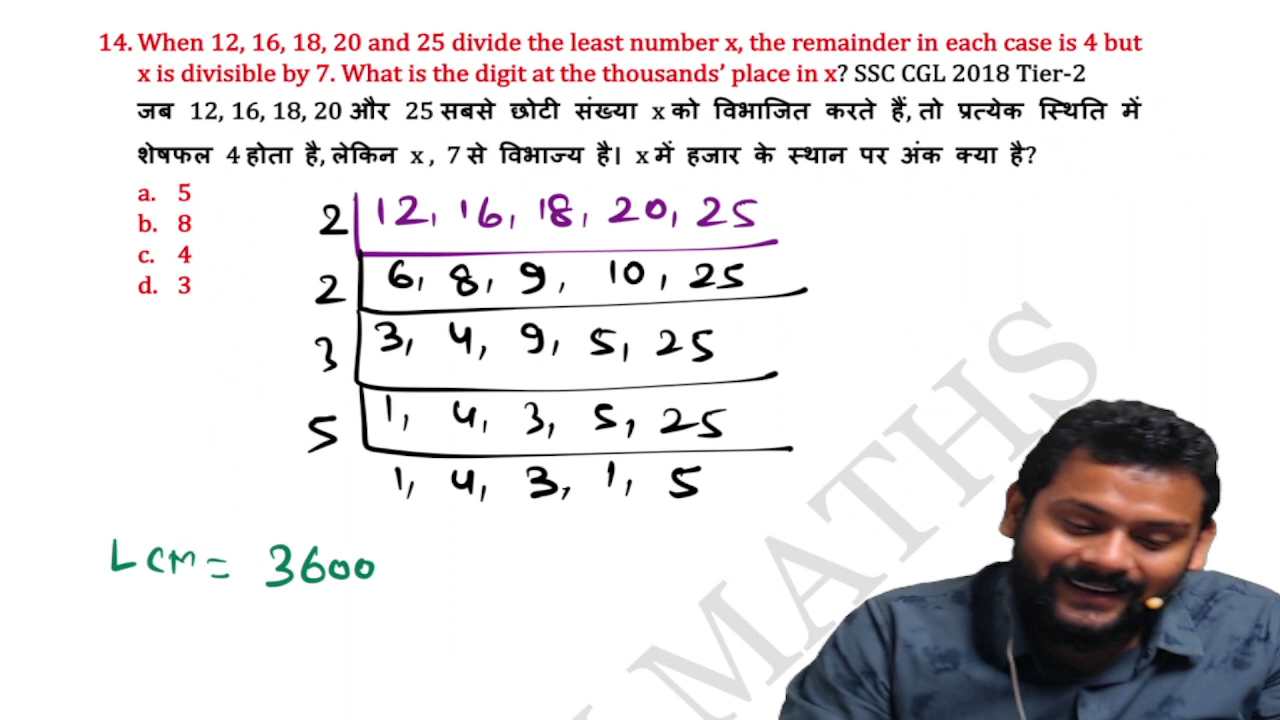 14. When 12, 16, 18, 20 and 25 divide the least number x, the remainder in each case is 4 but
x is divisible by 7. What is the digit at the thousands' place in x? SSC CGL 2018 Tier-2
जब 12, 16, 18, 20 और 25 सबसे छोटी संख्या x को विभाजित करते हैं, तो प्रत्येक स्थिति में
शेषफल 4 होता है, लेकिन x , 7 से विभाज्य है। x में हजार के स्थान पर अंक क्या है?
a. 5
b. 8
c. 4
d. 3
2 12, 16, 18, 20, 25
2 6, 8, 9, 10, 25
3 3, 4, 9, 5, 25
5 1, 4, 3, 5, 25
1, 4, 3, 1, 5
LCM = 3600
MATHS